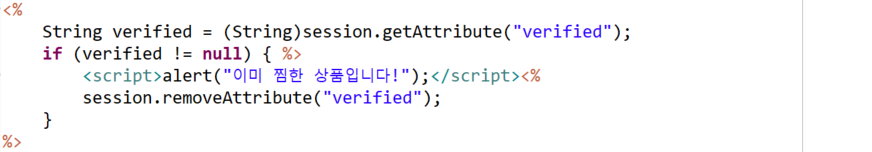 <%
    String verified = (String)session.getAttribute("verified");
    if (verified != null) { %>
        <script>alert("이미 찜한 상품입니다!");</script><%
        session.removeAttribute("verified");
    }
%>